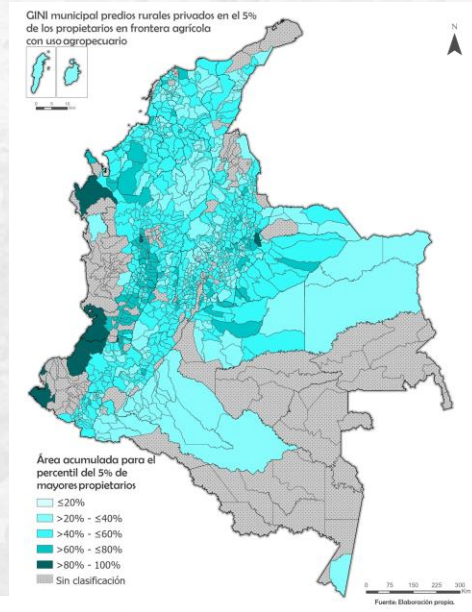 GINI municipal predios rurales privados en el 5%
de los propietarios en frontera agrícola
con uso agropecuario
N
Área acumulada para el
percentil del 5% de
mayores propietarios
≤20%
>20% - ≤40%
>40% - ≤60%
>60% - ≤80%
>80% - 100%
Sin clasificación
0 75 150 300
Km
Fuente: Elaboración propia.